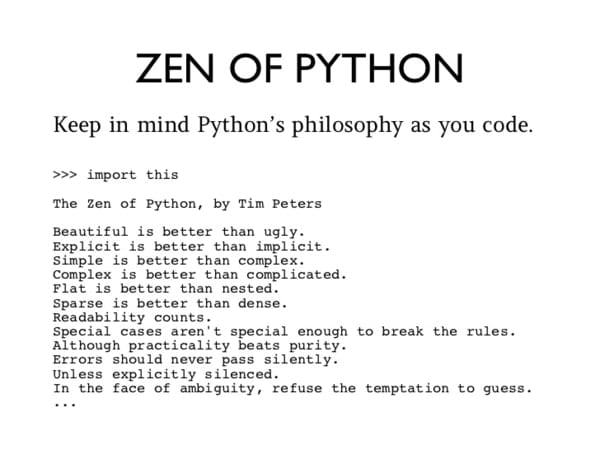 ZEN OF PYTHON
Keep in mind Python’s philosophy as you code.
>>> import this
The Zen of Python, by Tim Peters
Beautiful is better than ugly.
Explicit is better than implicit.
Simple is better than complex.
Complex is better than complicated.
Flat is better than nested.
Sparse is better than dense.
Readability counts.
Special cases aren't special enough to break the rules.
Although practicality beats purity.
Errors should never pass silently.
Unless explicitly silenced.
In the face of ambiguity, refuse the temptation to guess.
...